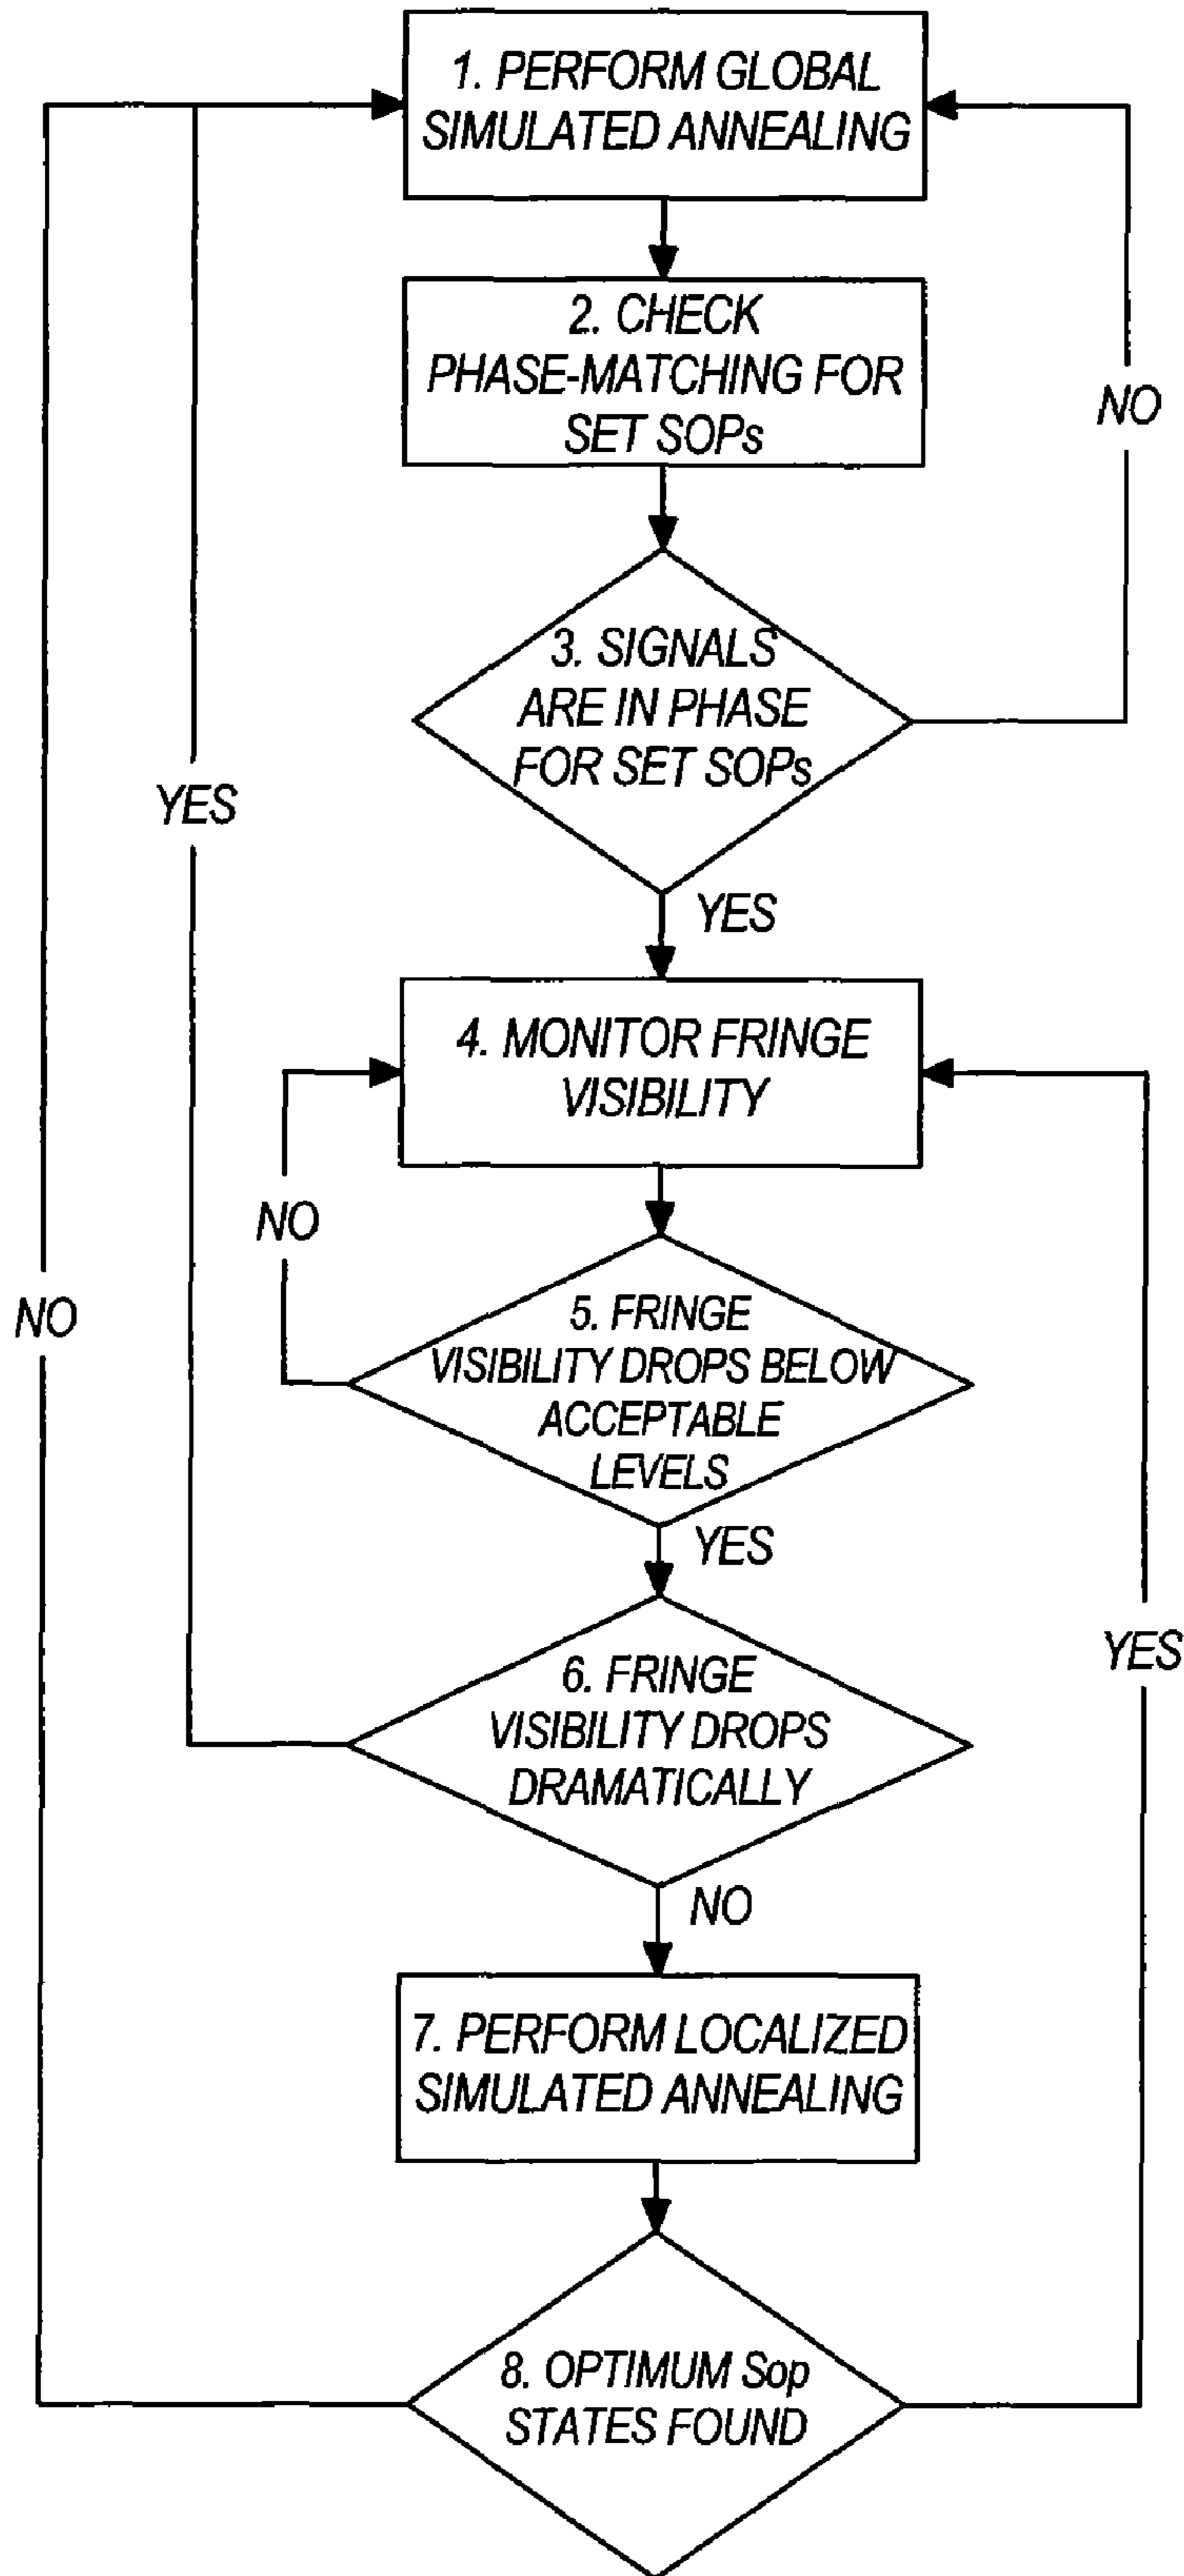 1. PERFORM GLOBAL
SIMULATED ANNEALING
2. CHECK
PHASE-MATCHING FOR
SET SOPs
NO
3. SIGNALS
ARE IN PHASE
FOR SET SOPs
YES
YES
4. MONITOR FRINGE
VISIBILITY
NO
NO
5. FRINGE
VISIBILITY DROPS BELOW
ACCEPTABLE
LEVELS
YES
YES
6. FRINGE
VISIBILITY DROPS
DRAMATICALLY
NO
7. PERFORM LOCALIZED
SIMULATED ANNEALING
8. OPTIMUM Sop
STATES FOUND